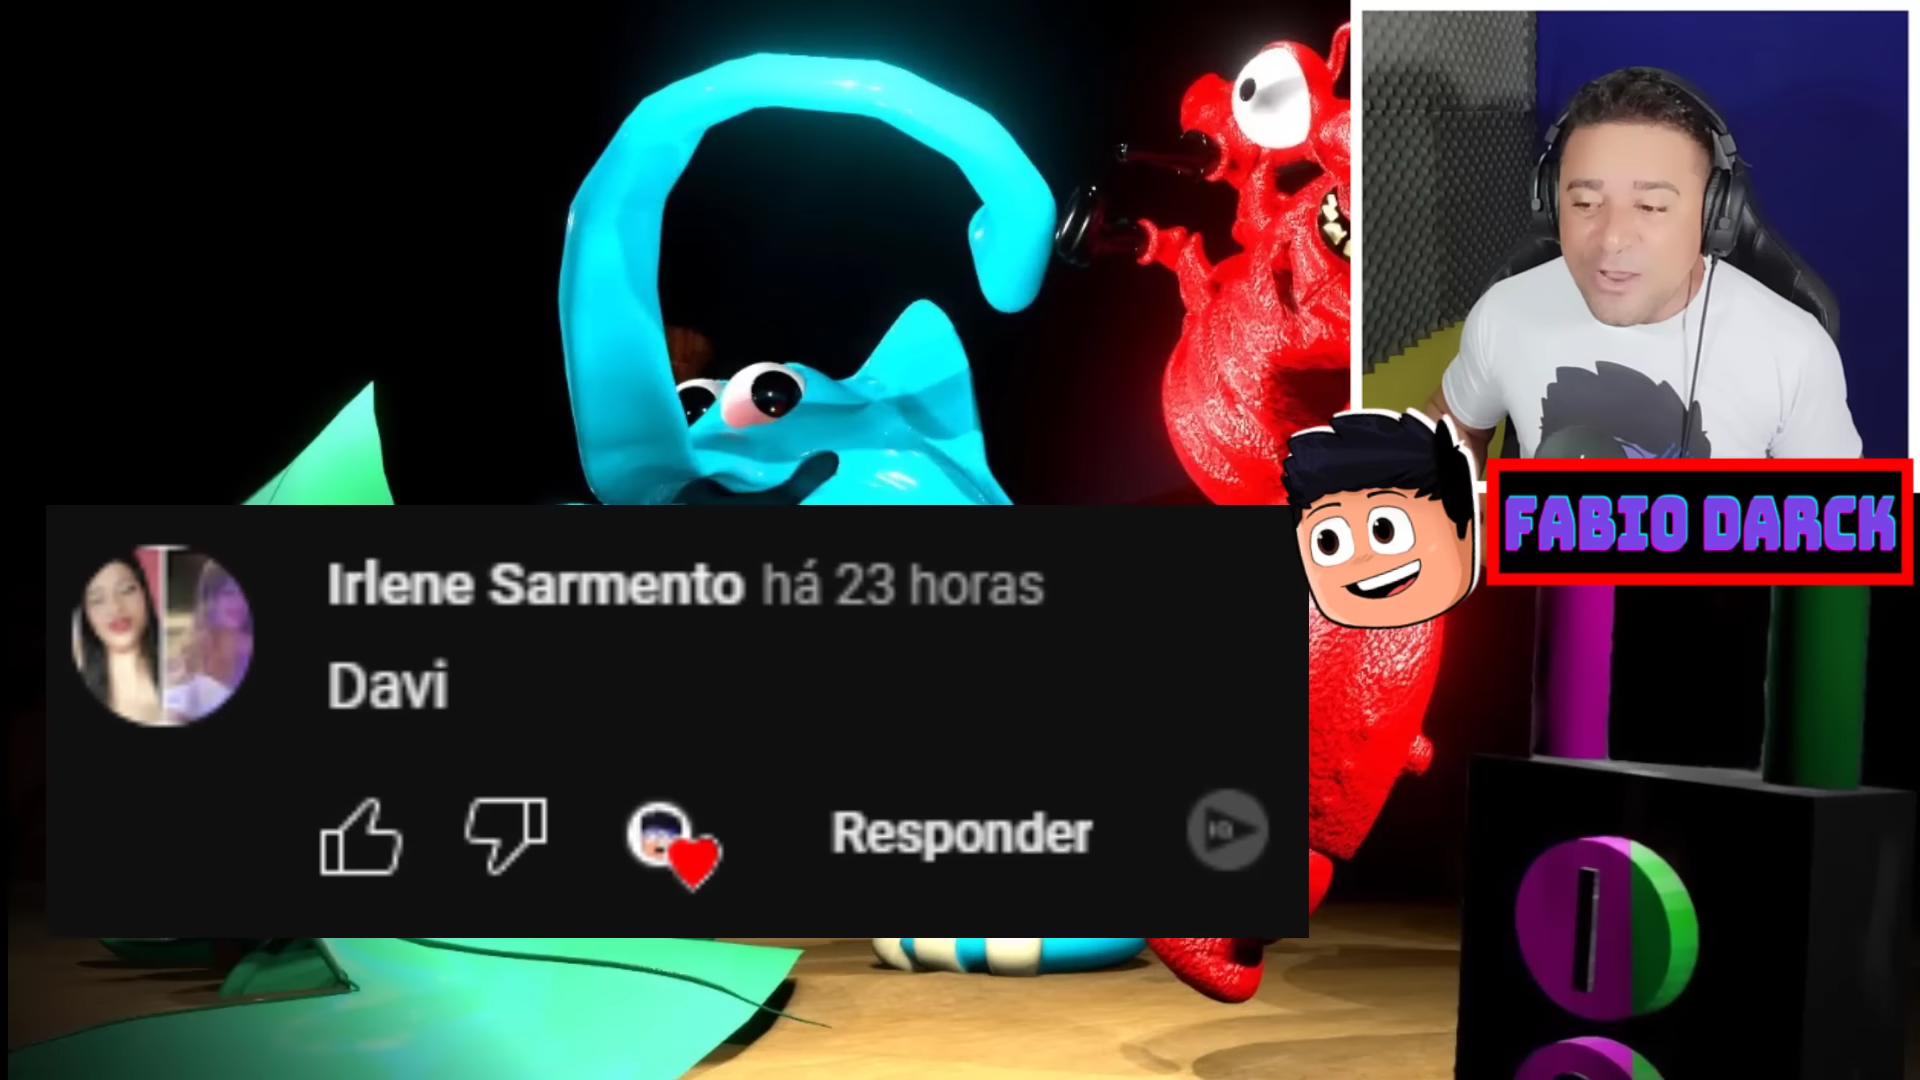 FABIO DARCK
Irlene Sarmento há 23 horas
Davi
Responder